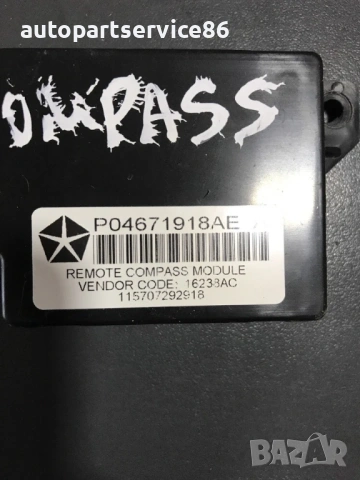 autopartservice86
OMPASS
P04671918AE
REMOTE COMPASS MODULE
VENDOR CODE: 16238AC
115707292918
BAZAR